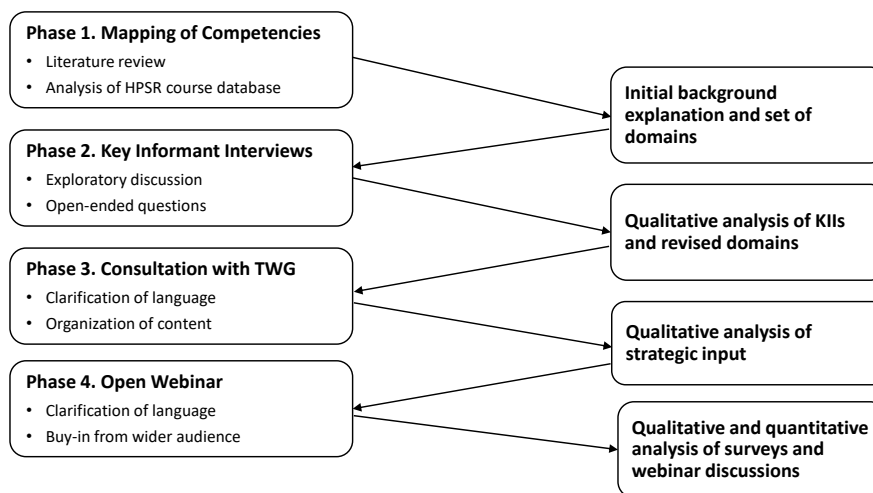 Phase 1. Mapping of Competencies
• Literature review
• Analysis of HPSR course database
Initial background
explanation and set of
domains
Phase 2. Key Informant Interviews
• Exploratory discussion
• Open-ended questions
Qualitative analysis of KIIs
and revised domains
Phase 3. Consultation with TWG
• Clarification of language
• Organization of content
Qualitative analysis of
strategic input
Phase 4. Open Webinar
• Clarification of language
• Buy-in from wider audience
Qualitative and quantitative
analysis of surveys and
webinar discussions